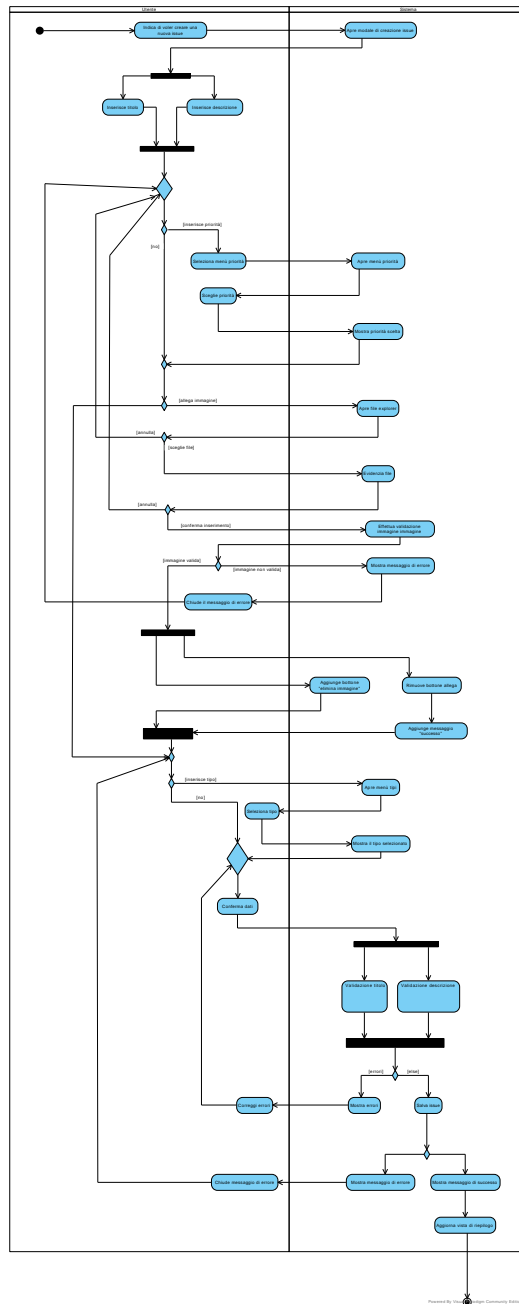 Utente
Sistema
Indica di voler creare una
nuova issue
Apre modale di creazione issue
Inserisce titolo
Inserisce descrizione
[inserisce priorità]
[no]
Seleziona menù priorità
Apre menù priorità
Sceglie priorità
Mostra priorità scelta
[allega immagine]
Apre file explorer
[annulla]
[sceglie file]
Evidenzia file
[annulla]
[conferma inserimento]
Effettua validazione
immagine immagine
[immagine valida]
[immagine non valida]
Mostra messaggio di errore
Chiude il messaggio di errore
Aggiunge bottone
"elimina immagine"
Rimuove bottone allega
Aggiunge messaggio
"successo"
[inserisce tipo]
Apre menù tipo
[no]
Seleziona tipo
Mostra il tipo selezionato
Conferma dati
Validazione titolo
Validazione descrizione
[errori]
[else]
Correggi errori
Mostra errori
Salva issue
Chiude messaggio di errore
Mostra messaggio di errore
Mostra messaggio di successo
Aggiorna vista di riepilogo
Powered By Visual Paradigm Community Edition